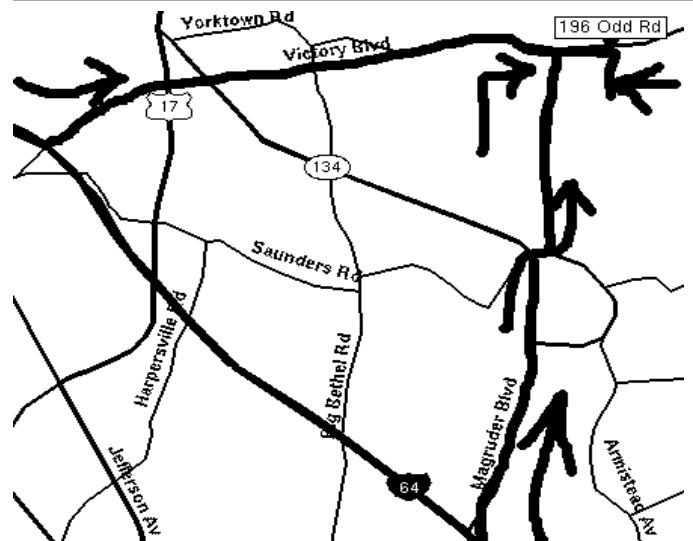 Yorktown Rd
196 Odd Rd
Victory Blvd
17
134
Saunders Rd
Harpersville Rd
Big Bethel Rd
Magruder Blvd
Jefferson Av
Armistead Av
64